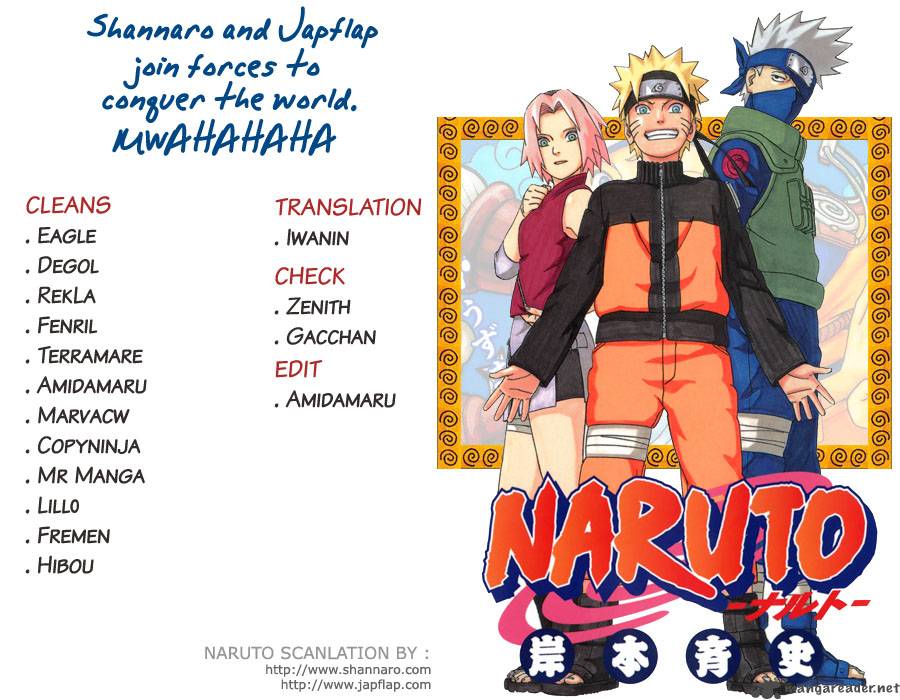 Shannaro and Japflap
join forces to
conquer the world.
MWAHAHAHA
CLEANS
. EAGLE
. DEGOL
. REKLA
. FENRIL
. TERRAMARE
. AMIDAMARU
. MARVACW
. COPYNINJA
. MR MANGA
. LILLO
. FREMEN
. HIBOU
TRANSLATION
. IWANIN
CHECK
. ZENITH
. GACCHAN
EDIT
. AMIDAMARU
うず
NARUTO
-ナルト-
岸本斉史
NARUTO SCANLATION BY :
http://www.shannaro.com
http://www.japflap.com
mangareader.net